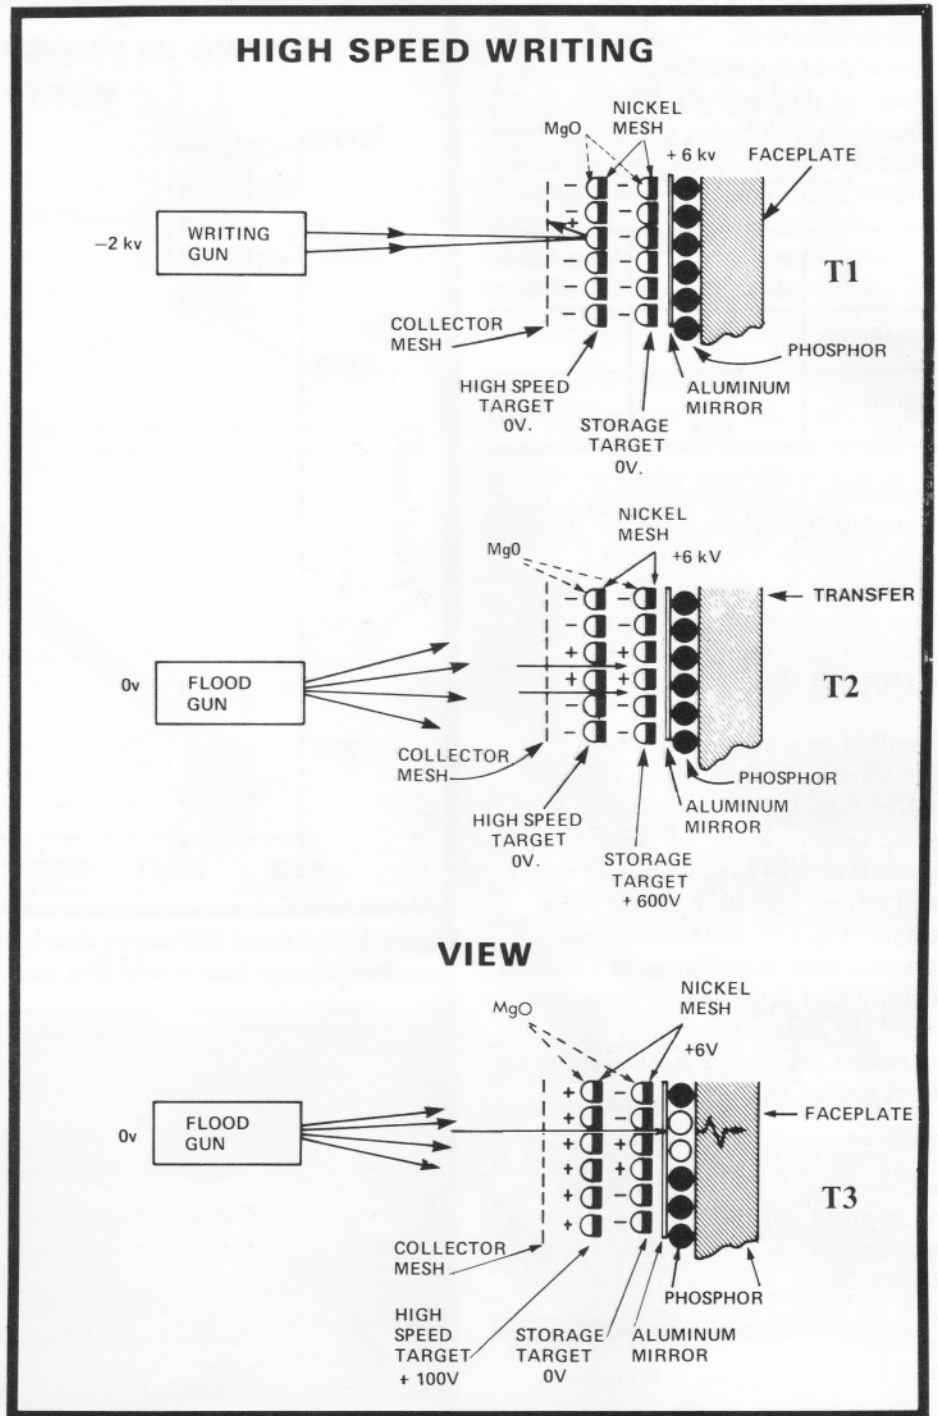 HIGH SPEED WRITING
NICKEL
MESH
MgO
+ 6 kv
FACEPLATE
−2 kv
WRITING
GUN
− − + − − −
− − − − − −
T1
COLLECTOR
MESH
PHOSPHOR
HIGH SPEED
TARGET
0V.
ALUMINUM
MIRROR
STORAGE
TARGET
0V.
NICKEL
MESH
MgO
+6 kV
TRANSFER
0v
FLOOD
GUN
− − + + − −
− − + + − −
T2
COLLECTOR
MESH
PHOSPHOR
HIGH SPEED
TARGET
0V.
ALUMINUM
MIRROR
STORAGE
TARGET
+ 600V
VIEW
NICKEL
MESH
MgO
+6V
FACEPLATE
0v
FLOOD
GUN
+ + + + + +
− + + + − −
T3
COLLECTOR
MESH
PHOSPHOR
HIGH
SPEED
TARGET
+ 100V
STORAGE
TARGET
0V
ALUMINUM
MIRROR